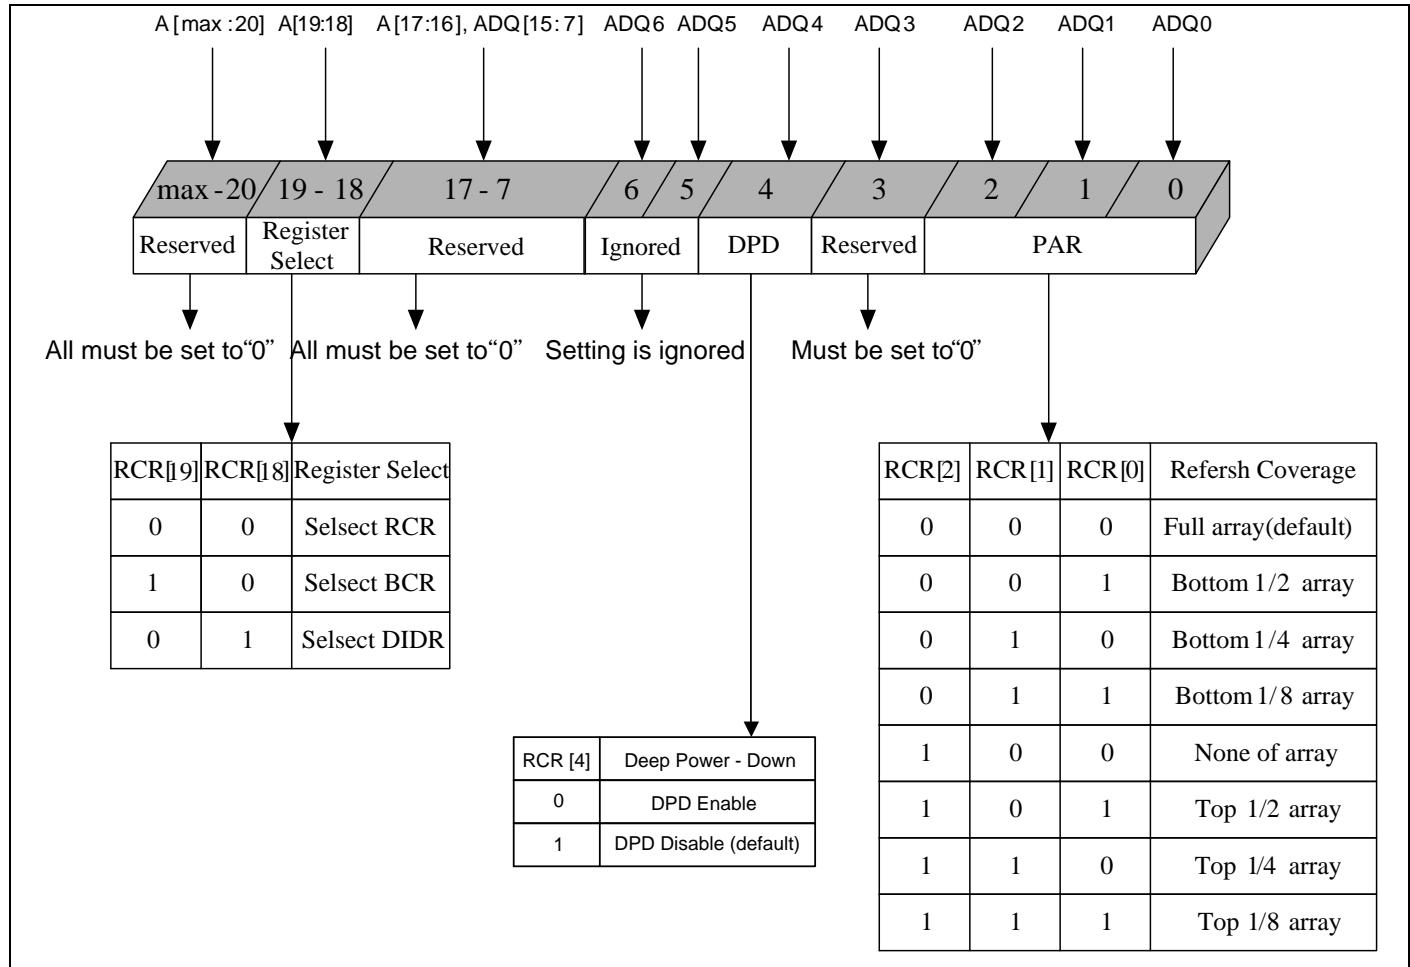 A[max:20] A[19:18] A[17:16], ADQ[15:7] ADQ6 ADQ5 ADQ4 ADQ3 ADQ2 ADQ1 ADQ0
max-20 19 - 18 17 - 7 6 5 4 3 2 1 0
Reserved Register Select Reserved Ignored DPD Reserved PAR
All must be set to“0” All must be set to“0” Setting is ignored Must be set to“0”
RCR[19] RCR[18] Register Select
0 0 Selsect RCR
1 0 Selsect BCR
0 1 Selsect DIDR
RCR [4] Deep Power - Down
0 DPD Enable
1 DPD Disable (default)
RCR[2] RCR[1] RCR[0] Refersh Coverage
0 0 0 Full array(default)
0 0 1 Bottom 1/2 array
0 1 0 Bottom 1/4 array
0 1 1 Bottom 1/8 array
1 0 0 None of array
1 0 1 Top 1/2 array
1 1 0 Top 1/4 array
1 1 1 Top 1/8 array